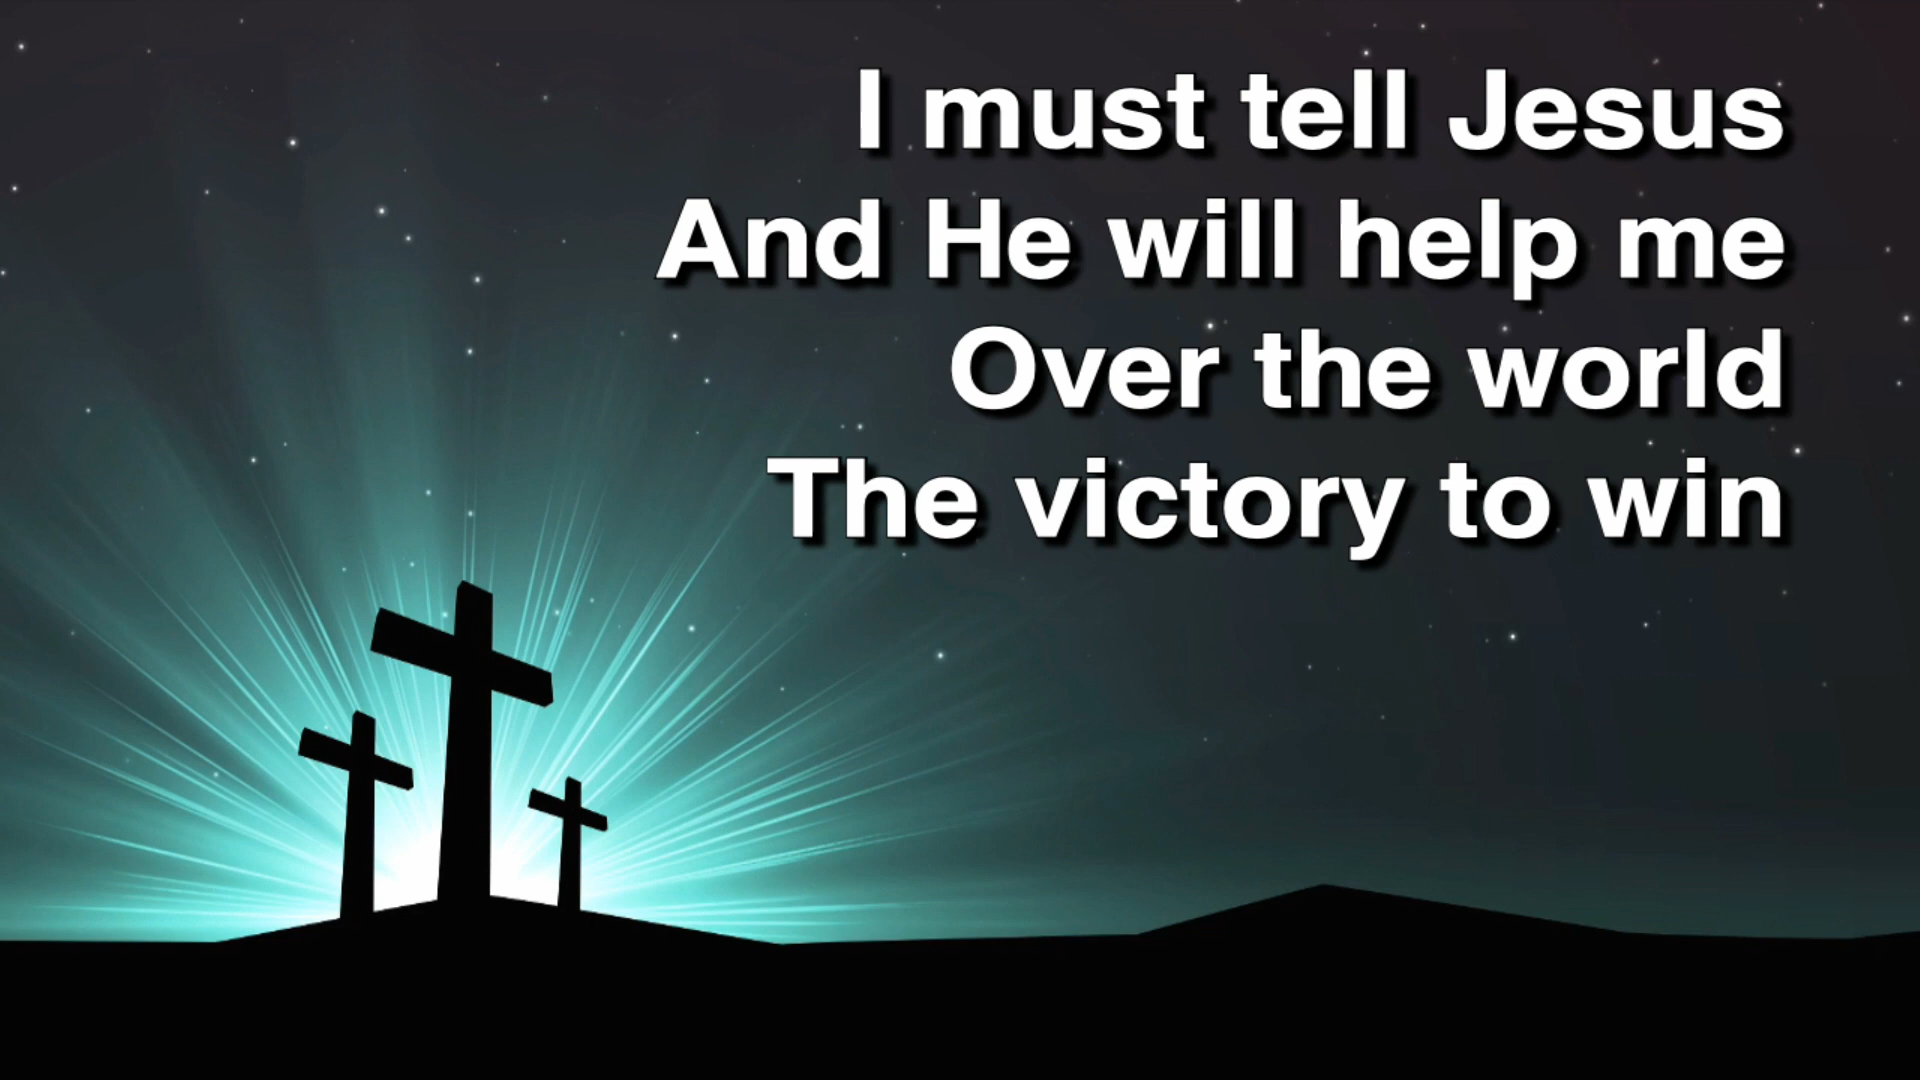 I must tell Jesus
And He will help me
Over the world
The victory to win